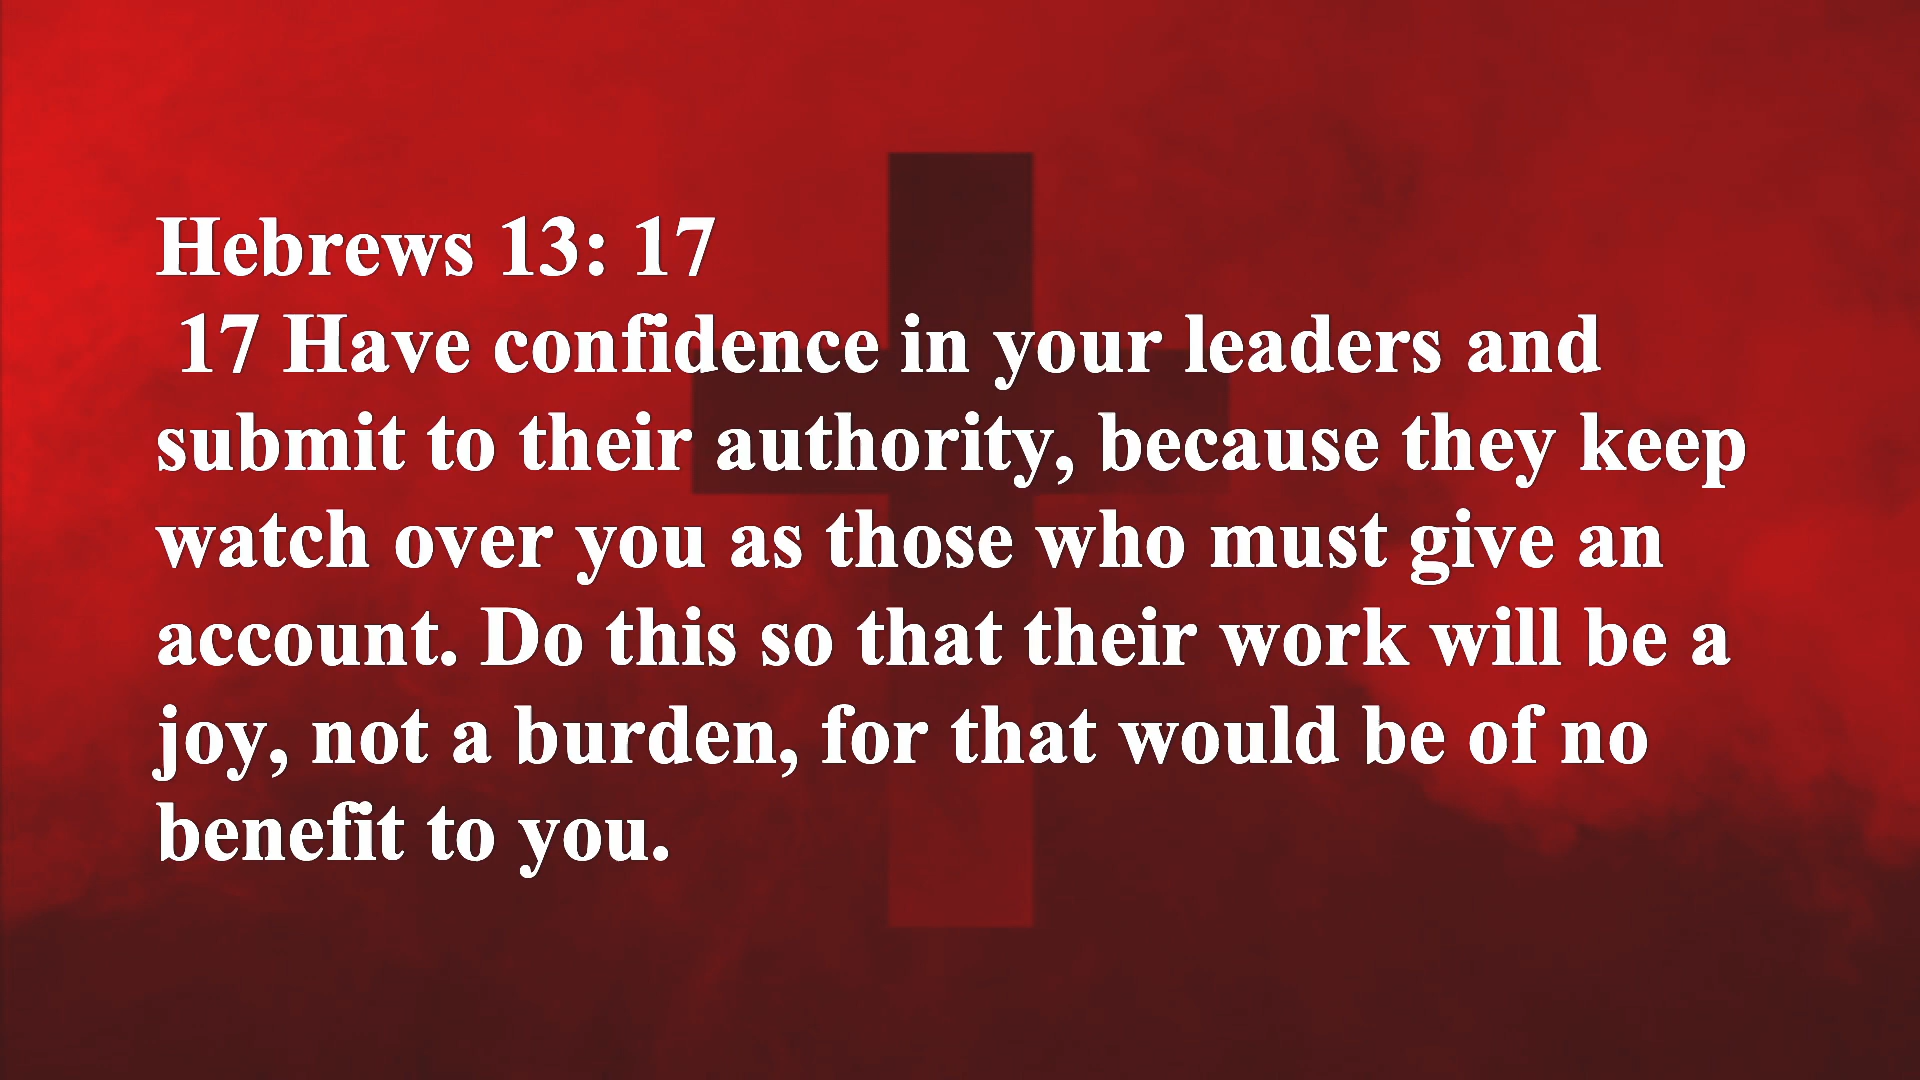 Hebrews 13: 17
17 Have confidence in your leaders and
submit to their authority, because they keep
watch over you as those who must give an
account. Do this so that their work will be a
joy, not a burden, for that would be of no
benefit to you.